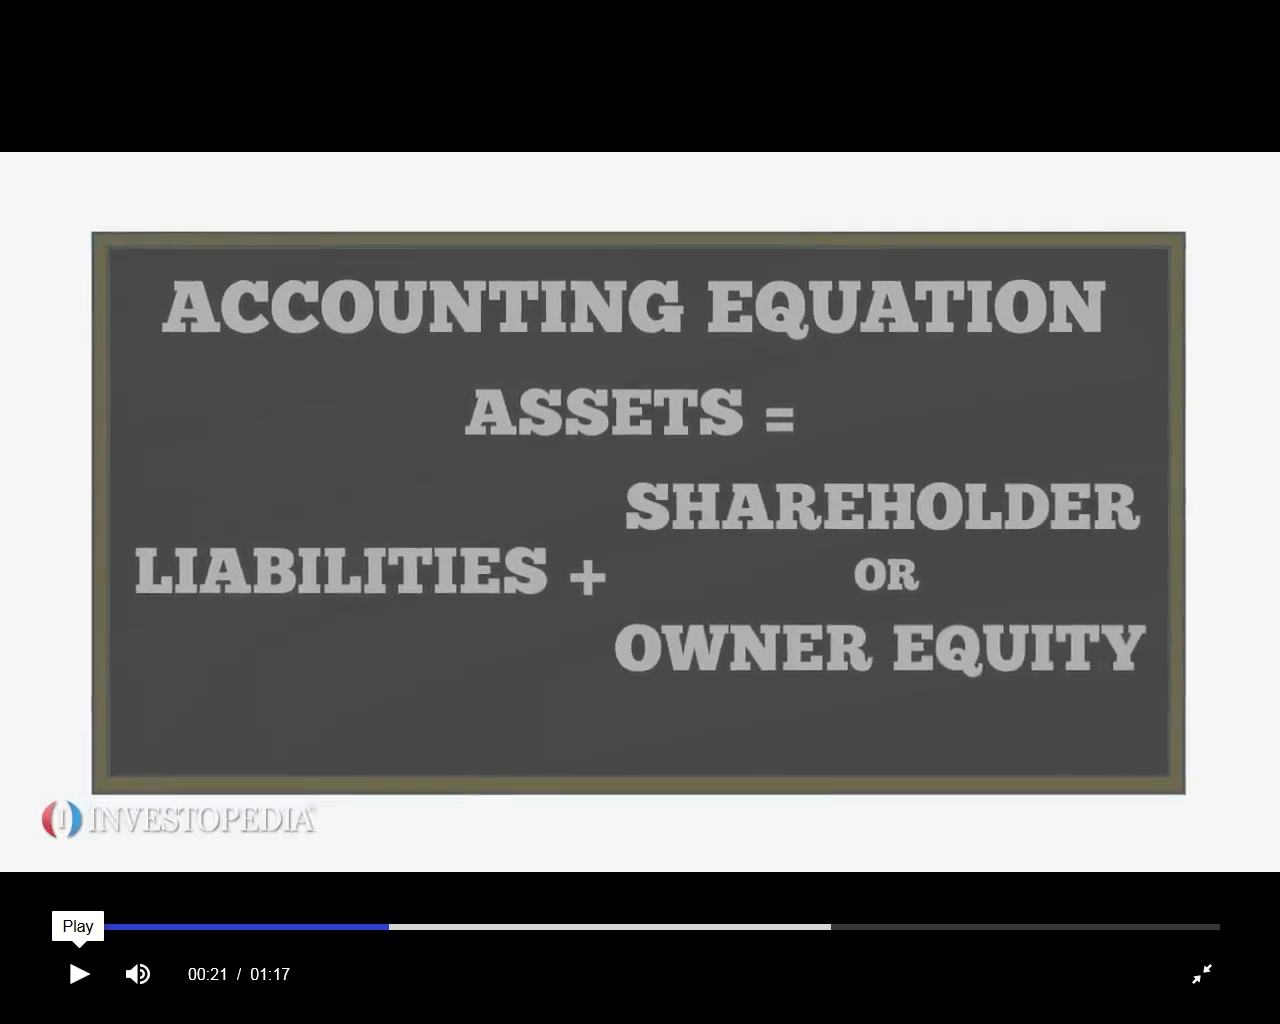 ACCOUNTING EQUATION
ASSETS =
LIABILITIES +
SHAREHOLDER
OR
OWNER EQUITY
INVESTOPEDIA
Play
00:21 / 01:17